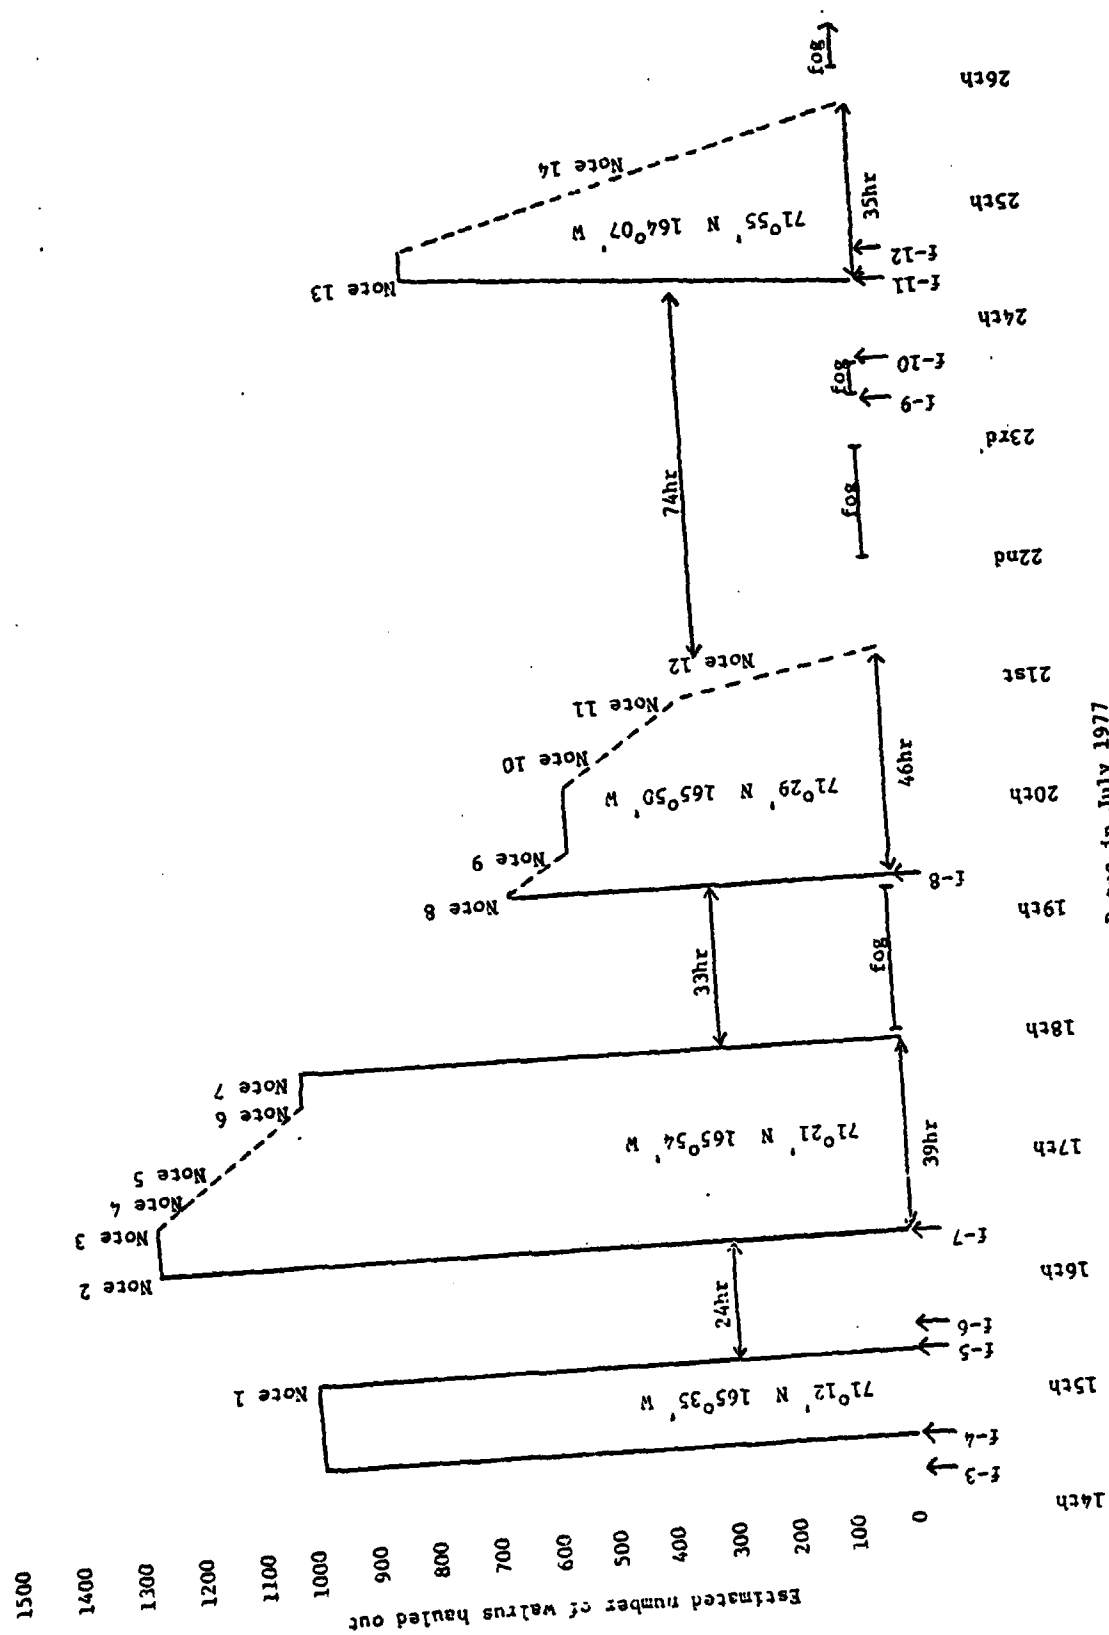 1500
1400
1300
1200
1100
1000
900
800
700
600
500
400
300
200
100
0
Estimated number of walrus hauled out
Note 1
Note 2
Note 3
Note 4
Note 5
Note 6
Note 7
Note 8
Note 9
Note 10
Note 11
Note 12
Note 13
Note 14
71°12' N 165°35' W
71°21' N 165°54' W
71°29' N 165°50' W
71°55' N 164°07' W
24hr
39hr
33hr
46hr
74hr
35hr
fog
fog
fog
fog
f-3
f-4
f-5
f-6
f-7
f-8
f-9
f-10
f-11
f-12
14th
15th
16th
17th
18th
19th
20th
21st
22nd
23rd
24th
25th
26th
in July 1977